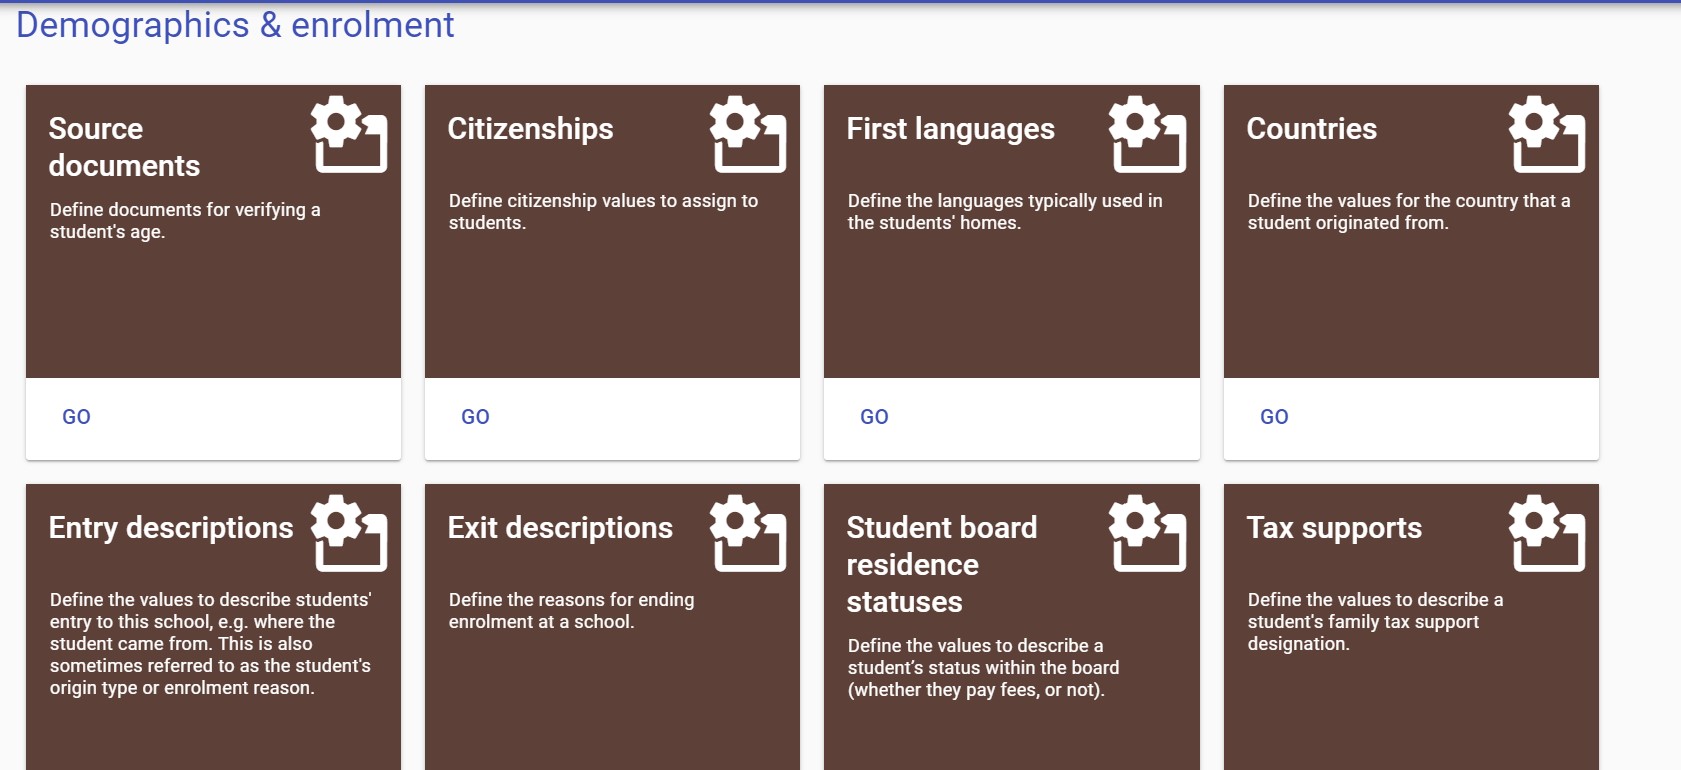 Demographics & enrolment
Source
documents
Define documents for verifying a
student's age.
GO
Citizenships
Define citizenship values to assign to
students.
GO
First languages
Define the languages typically used in
the students' homes.
GO
Countries
Define the values for the country that a
student originated from.
GO
Entry descriptions
Define the values to describe students'
entry to this school, e.g. where the
student came from. This is also
sometimes referred to as the student's
origin type or enrolment reason.
Exit descriptions
Define the reasons for ending
enrolment at a school.
Student board
residence
statuses
Define the values to describe a
student’s status within the board
(whether they pay fees, or not).
Tax supports
Define the values to describe a
student's family tax support
designation.